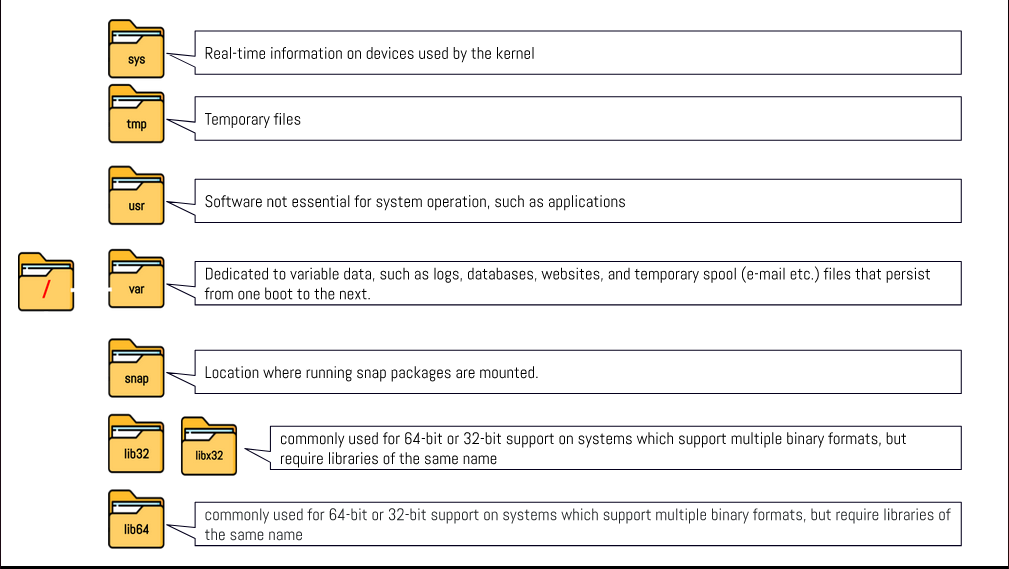 sys
Real-time information on devices used by the kernel
tmp
Temporary files
usr
Software not essential for system operation, such as applications
/
var
Dedicated to variable data, such as logs, databases, websites, and temporary spool (e-mail etc.) files that persist
from one boot to the next.
snap
Location where running snap packages are mounted.
lib32
libx32
commonly used for 64-bit or 32-bit support on systems which support multiple binary formats, but
require libraries of the same name
lib64
commonly used for 64-bit or 32-bit support on systems which support multiple binary formats, but require libraries of
the same name